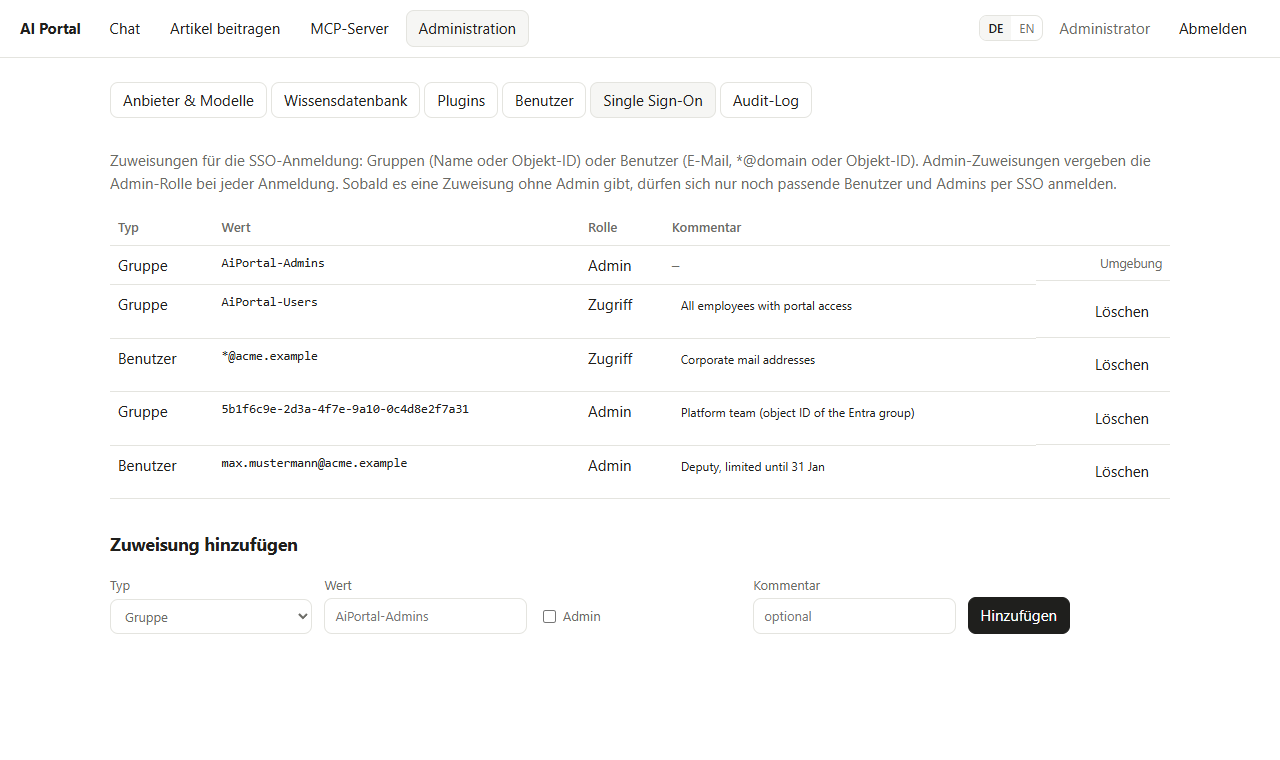 AI Portal Chat Artikel beitragen MCP-Server Administration DE EN Administrator Abmelden
Anbieter & Modelle Wissensdatenbank Plugins Benutzer Single Sign-On Audit-Log
Zuweisungen für die SSO-Anmeldung: Gruppen (Name oder Objekt-ID) oder Benutzer (E-Mail, *@domain oder Objekt-ID). Admin-Zuweisungen vergeben die
Admin-Rolle bei jeder Anmeldung. Sobald es eine Zuweisung ohne Admin gibt, dürfen sich nur noch passende Benutzer und Admins per SSO anmelden.
Typ Wert Rolle Kommentar
Gruppe AiPortal-Admins Admin – Umgebung
Gruppe AiPortal-Users Zugriff All employees with portal access Löschen
Benutzer *@acme.example Zugriff Corporate mail addresses Löschen
Gruppe 5b1f6c9e-2d3a-4f7e-9a10-0c4d8e2f7a31 Admin Platform team (object ID of the Entra group) Löschen
Benutzer max.mustermann@acme.example Admin Deputy, limited until 31 Jan Löschen
Zuweisung hinzufügen
Typ Wert Kommentar
Gruppe AiPortal-Admins Admin optional Hinzufügen